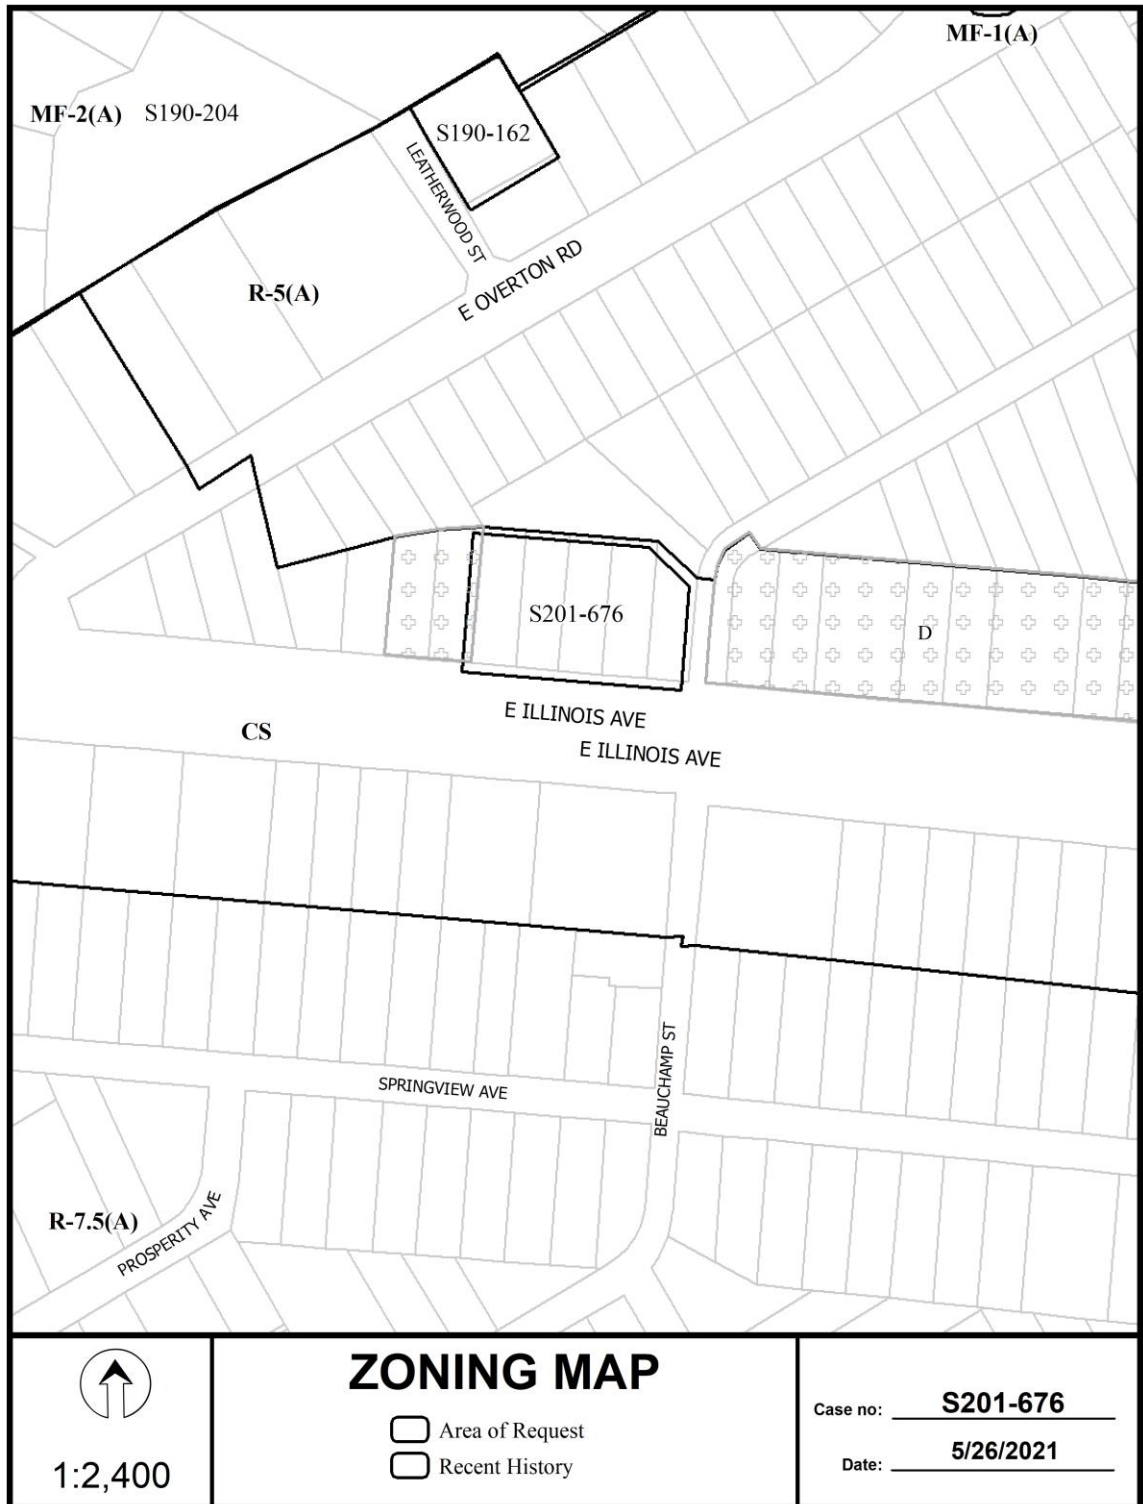 MF-1(A)
MF-2(A) S190-204
S190-162
LEATHERWOOD ST
R-5(A)
E OVERTON RD
S201-676
D
E ILLINOIS AVE
CS
E ILLINOIS AVE
BEAUCHAMP ST
SPRINGVIEW AVE
R-7.5(A)
PROSPERITY AVE
1:2,400
ZONING MAP
Area of Request
Recent History
Case no: S201-676
Date: 5/26/2021